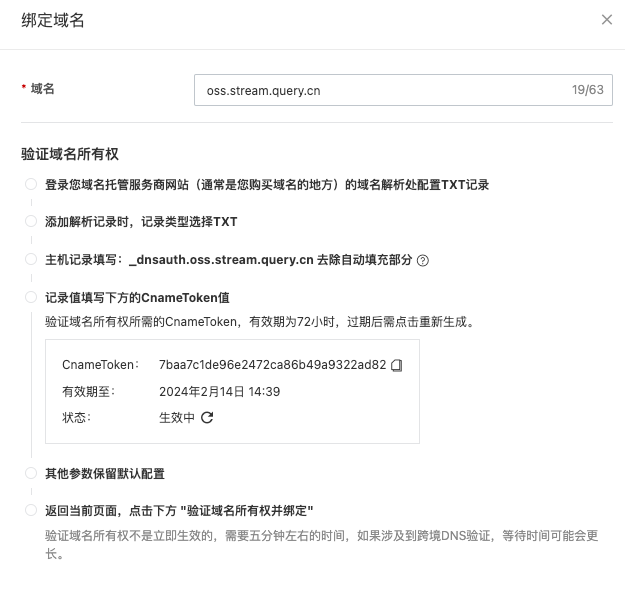 绑定域名
* 域名
oss.stream.query.cn 19/63
验证域名所有权
登录您域名托管服务商网站（通常是您购买域名的地方）的域名解析处配置TXT记录
添加解析记录时，记录类型选择TXT
主机记录填写：_dnsauth.oss.stream.query.cn 去除自动填充部分 ?
记录值填写下方的CnameToken值
验证域名所有权所需的CnameToken，有效期为72小时，过期后需点击重新生成。
CnameToken： 7baa7c1de96e2472ca86b49a9322ad82
有效期至： 2024年2月14日 14:39
状态： 生效中
其他参数保留默认配置
返回当前页面，点击下方 "验证域名所有权并绑定"
验证域名所有权不是立即生效的，需要五分钟左右的时间，如果涉及到跨境DNS验证，等待时间可能会更
长。